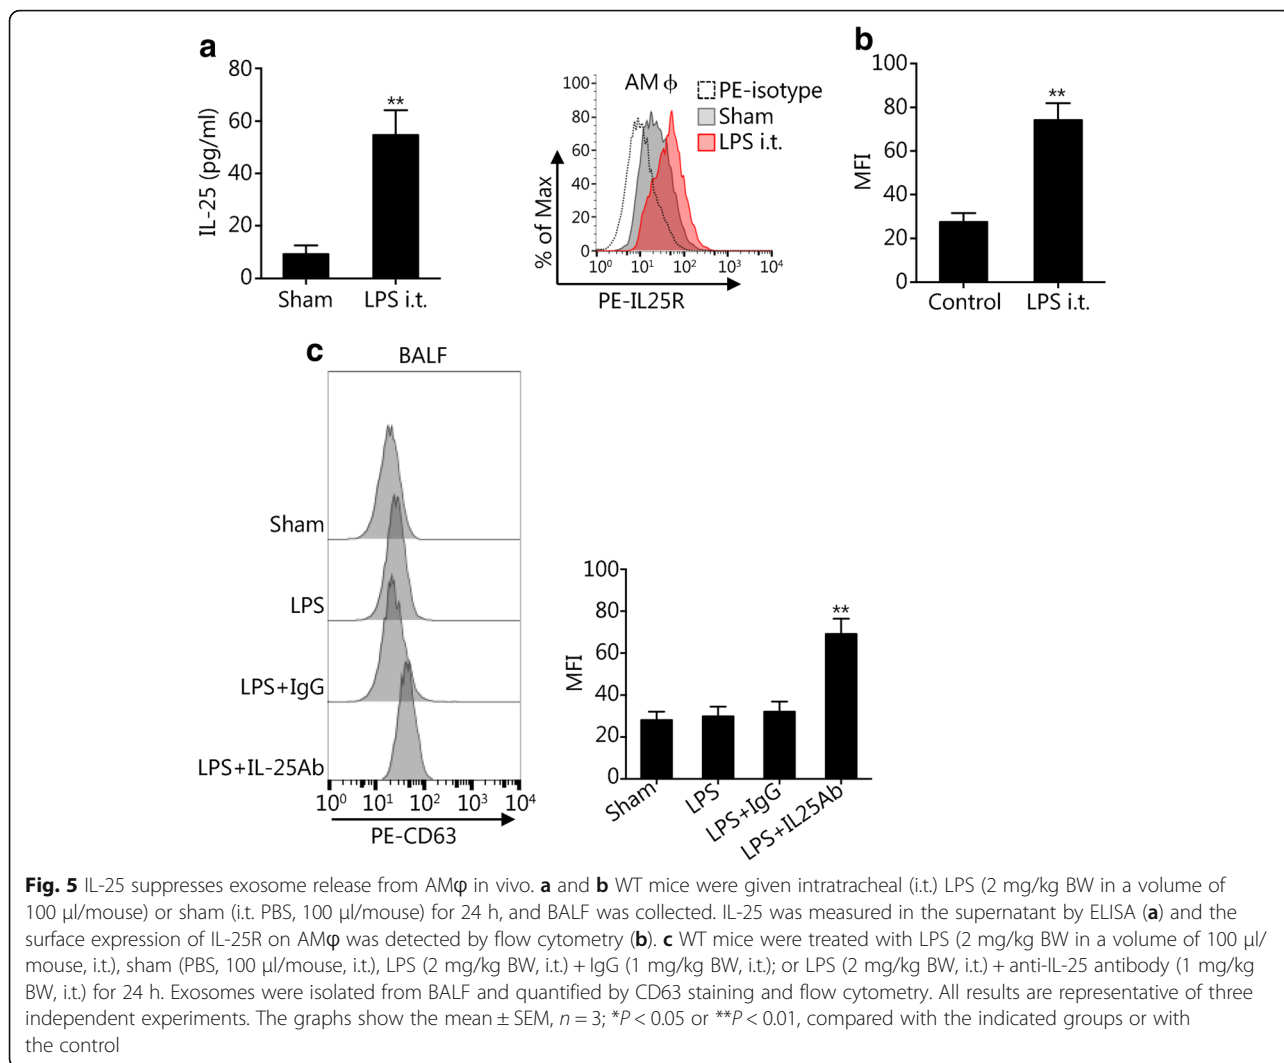 a
80
60
40
20
0
IL-25 (pg/ml)
**
Sham
LPS i.t.
100
80
60
40
20
0
% of Max
AM ϕ
PE-isotype
Sham
LPS i.t.
10⁰ 10¹ 10² 10³ 10⁴
PE-IL25R
b
100
80
60
40
20
0
MFI
**
Control
LPS i.t.
c
BALF
Sham
LPS
LPS+IgG
LPS+IL-25Ab
10⁰ 10¹ 10² 10³ 10⁴
PE-CD63
100
80
60
40
20
0
MFI
**
Sham
LPS
LPS+IgG
LPS+IL25Ab
Fig. 5 IL-25 suppresses exosome release from AMφ in vivo. a and b WT mice were given intratracheal (i.t.) LPS (2 mg/kg BW in a volume of
100 μl/mouse) or sham (i.t. PBS, 100 μl/mouse) for 24 h, and BALF was collected. IL-25 was measured in the supernatant by ELISA (a) and the
surface expression of IL-25R on AMφ was detected by flow cytometry (b). c WT mice were treated with LPS (2 mg/kg BW in a volume of 100 μl/
mouse, i.t.), sham (PBS, 100 μl/mouse, i.t.), LPS (2 mg/kg BW, i.t.) + IgG (1 mg/kg BW, i.t.); or LPS (2 mg/kg BW, i.t.) + anti-IL-25 antibody (1 mg/kg
BW, i.t.) for 24 h. Exosomes were isolated from BALF and quantified by CD63 staining and flow cytometry. All results are representative of three
independent experiments. The graphs show the mean ± SEM, n = 3; *P < 0.05 or **P < 0.01, compared with the indicated groups or with
the control